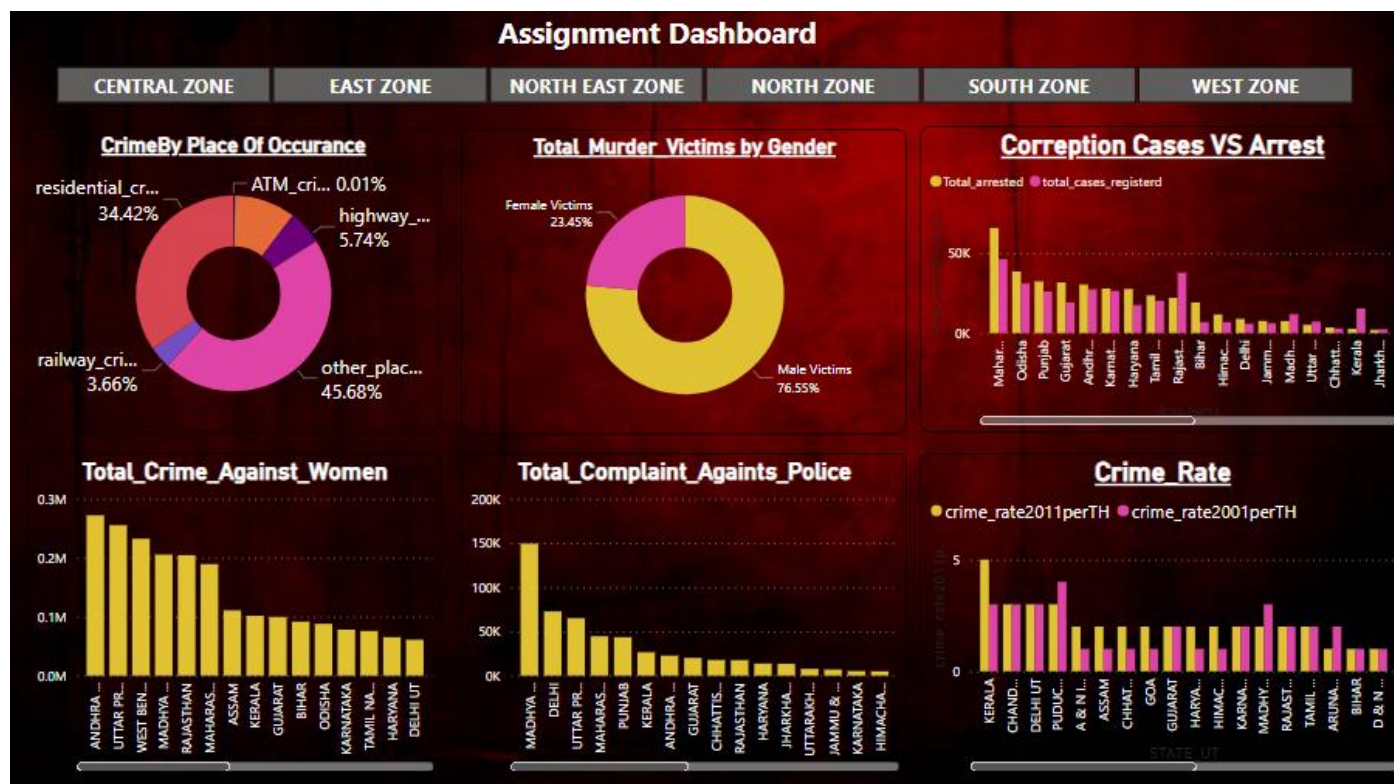 Assignment Dashboard
CENTRAL ZONE
EAST ZONE
NORTH EAST ZONE
NORTH ZONE
SOUTH ZONE
WEST ZONE
CrimeBy Place Of Occurance
residential_cr...
34.42%
ATM_cri... 0.01%
highway_...
5.74%
railway_cri...
3.66%
other_plac...
45.68%
Total_Murder_Victims by Gender
Female Victims
23.45%
Male Victims
76.55%
Correption Cases VS Arrest
Total_arrested
total_cases_registerd
50K
0K
Mahar...
Odisha
Punjab
Gujarat
Andhr...
Karnat...
Haryana
Tamil ...
Rajast...
Bihar
Himac...
Delhi
Jamm...
Madh...
Uttar ...
Chhatt...
Kerala
Jharkh...
Total_Crime_Against_Women
0.3M
0.2M
0.1M
0.0M
ANDHRA ...
UTTAR PR...
WEST BEN...
MADHYA ...
RAJASTHAN
MAHARAS...
ASSAM
KERALA
GUJARAT
BIHAR
ODISHA
KARNATAKA
TAMIL NA...
HARYANA
DELHI UT
Total_Complaint_Againts_Police
200K
150K
100K
50K
0K
MADHYA ...
DELHI
UTTAR PR...
MAHARAS...
PUNJAB
KERALA
ANDHRA ...
GUJARAT
CHHATTIS...
RAJASTHAN
HARYANA
JHARKHA...
UTTARAKH...
JAMMU & ...
KARNATAKA
HIMACHA...
Crime_Rate
crime_rate2011perTH
crime_rate2001perTH
crime_rate2011p...
5
0
KERALA
CHAND...
DELHI UT
PUDUC...
A & N I...
ASSAM
CHHAT...
GOA
GUJARAT
HARYA...
HIMAC...
KARNA...
MADHY...
RAJAST...
TAMIL ...
ARUNA...
BIHAR
D & N ...
STATE_UT